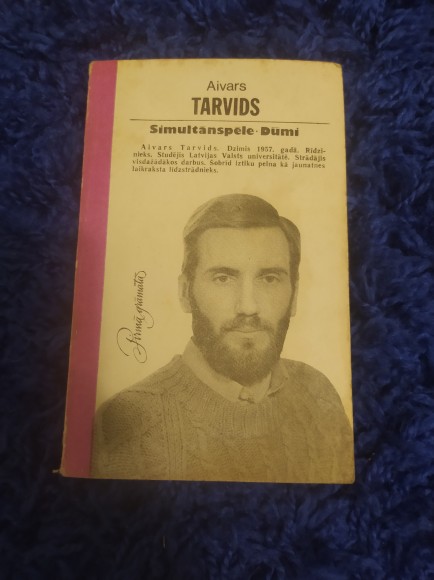 Aivars
TARVIDS
Simultānspēle · Dūmi
Aivars Tarvids. Dzimis 1957. gadā. Rīdzi-
nieks. Studējis Latvijas Valsts universitātē. Strādājis
visdažādākos darbus. Šobrīd iztiku pelna kā jaunatnes
laikraksta līdzstrādnieks.
Pirmā grāmata